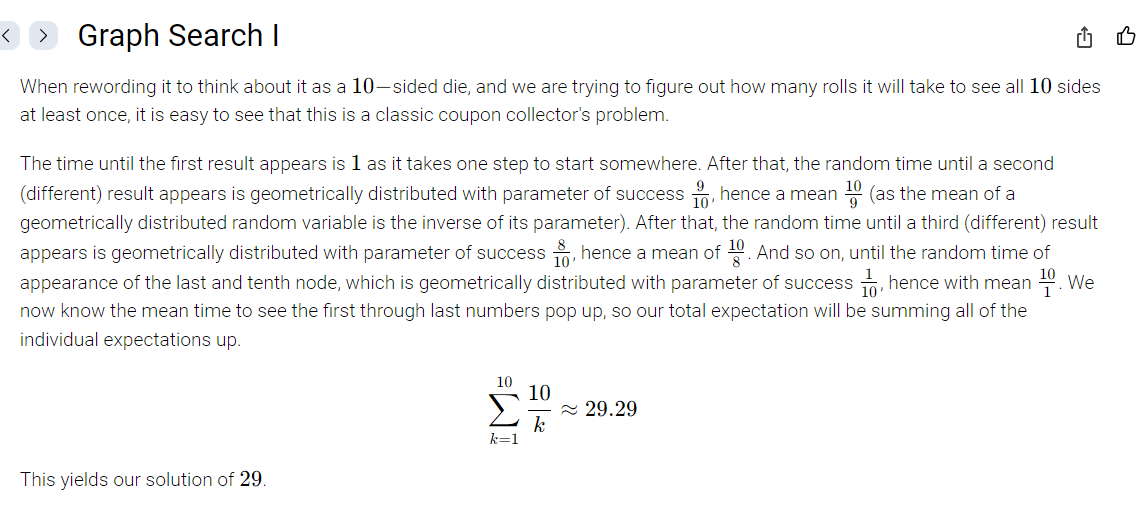 < > Graph Search I
When rewording it to think about it as a 10−sided die, and we are trying to figure out how many rolls it will take to see all 10 sides
at least once, it is easy to see that this is a classic coupon collector's problem.
The time until the first result appears is 1 as it takes one step to start somewhere. After that, the random time until a second
(different) result appears is geometrically distributed with parameter of success 9/10, hence a mean 10/9 (as the mean of a
geometrically distributed random variable is the inverse of its parameter). After that, the random time until a third (different) result
appears is geometrically distributed with parameter of success 8/10, hence a mean of 10/8. And so on, until the random time of
appearance of the last and tenth node, which is geometrically distributed with parameter of success 1/10, hence with mean 10/1. We
now know the mean time to see the first through last numbers pop up, so our total expectation will be summing all of the
individual expectations up.
10
∑ 10/k ≈ 29.29
k=1
This yields our solution of 29.